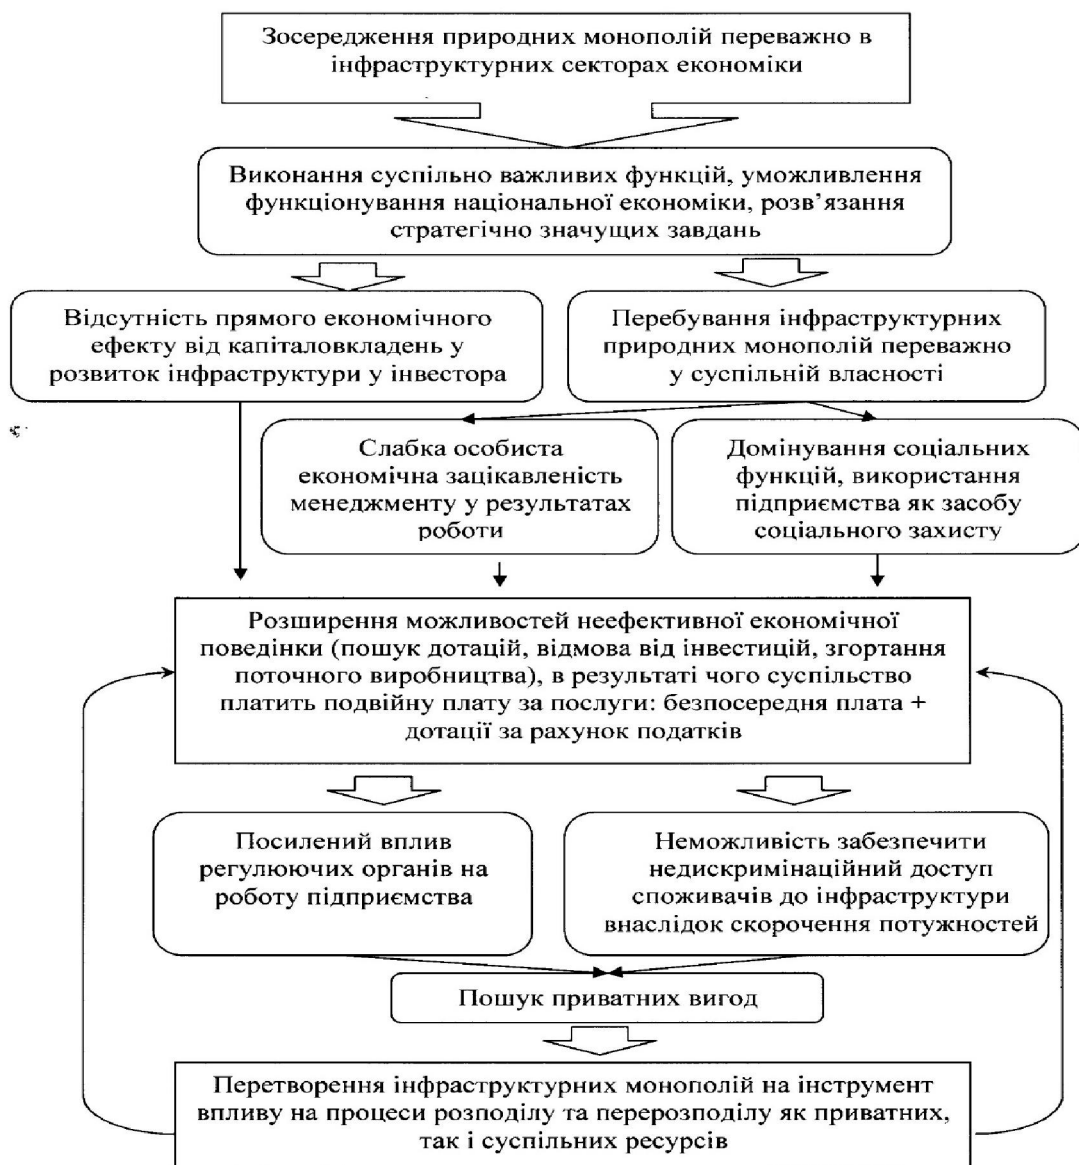 Зосередження природних монополій переважно в
інфраструктурних секторах економіки
Виконання суспільно важливих функцій, уможливлення
функціонування національної економіки, розв’язання
стратегічно значущих завдань
Відсутність прямого економічного
ефекту від капіталовкладень у
розвиток інфраструктури у інвестора
Перебування інфраструктурних
природних монополій переважно
у суспільній власності
Слабка особиста
економічна зацікавленість
менеджменту у результатах
роботи
Домінування соціальних
функцій, використання
підприємства як засобу
соціального захисту
Розширення можливостей неефективної економічної
поведінки (пошук дотацій, відмова від інвестицій, згортання
поточного виробництва), в результаті чого суспільство
платить подвійну плату за послуги: безпосередня плата +
дотації за рахунок податків
Посилений вплив
регулюючих органів на
роботу підприємства
Неможливість забезпечити
недискримінаційний доступ
споживачів до інфраструктури
внаслідок скорочення потужностей
Пошук приватних вигод
Перетворення інфраструктурних монополій на інструмент
впливу на процеси розподілу та перерозподілу як приватних,
так і суспільних ресурсів